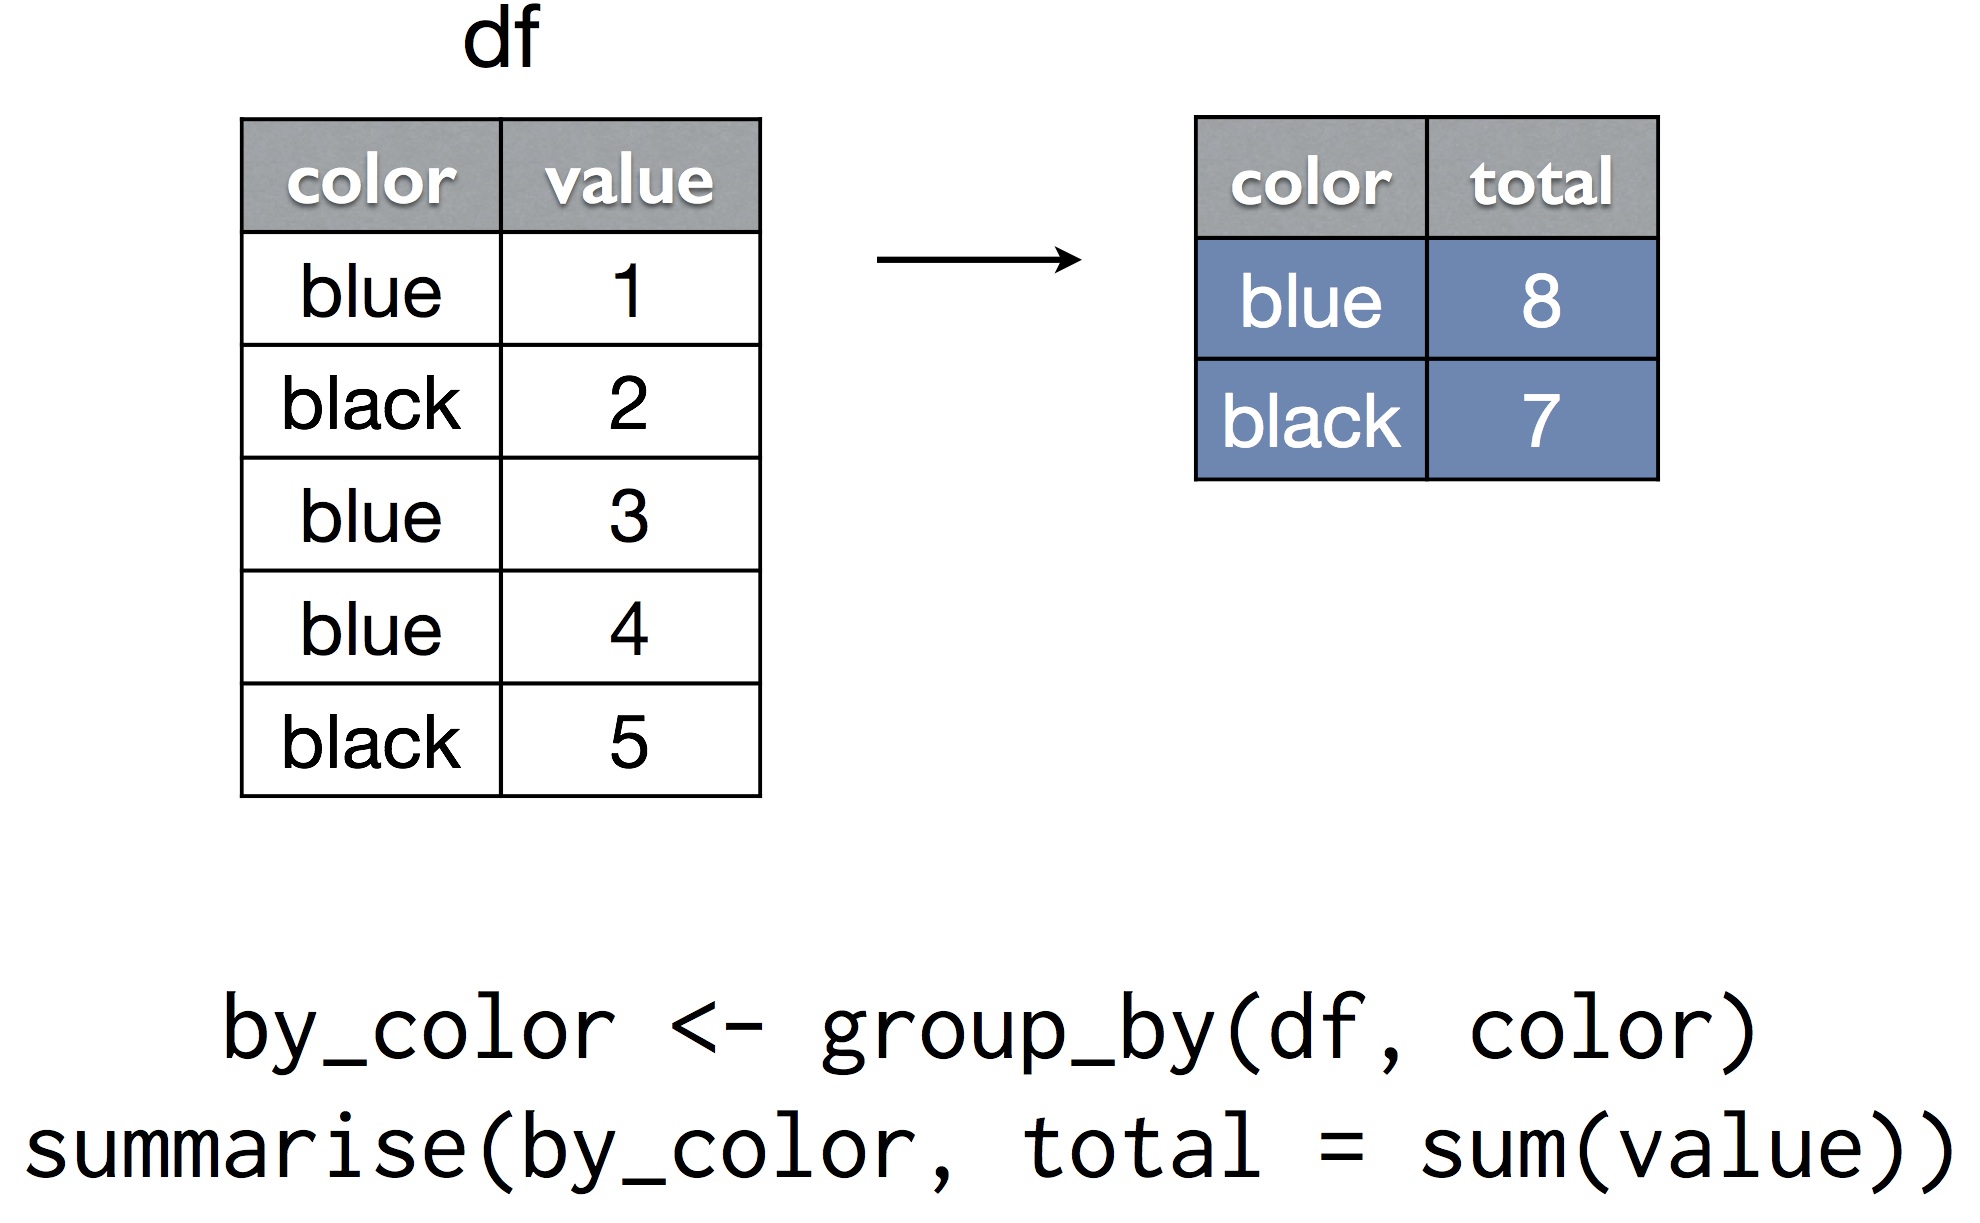 df
color value
blue 1
black 2
blue 3
blue 4
black 5
color total
blue 8
black 7
by_color <- group_by(df, color)
summarise(by_color, total = sum(value))